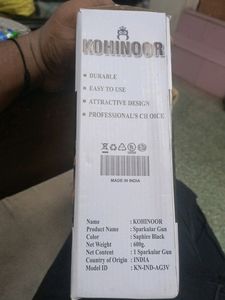 KOHINOOR
• DURABLE
• EASY TO USE
• ATTRACTIVE DESIGN
• PROFESSIONAL'S CHOICE
MADE IN INDIA
Name : KOHINOOR
Product Name : Sparkular Gun
Color : Saphire Black
Net Weight : 600g.
Net Count : 1 Sparkular Gun
Country of Origin : INDIA
Model ID : KN-IND-AG3V